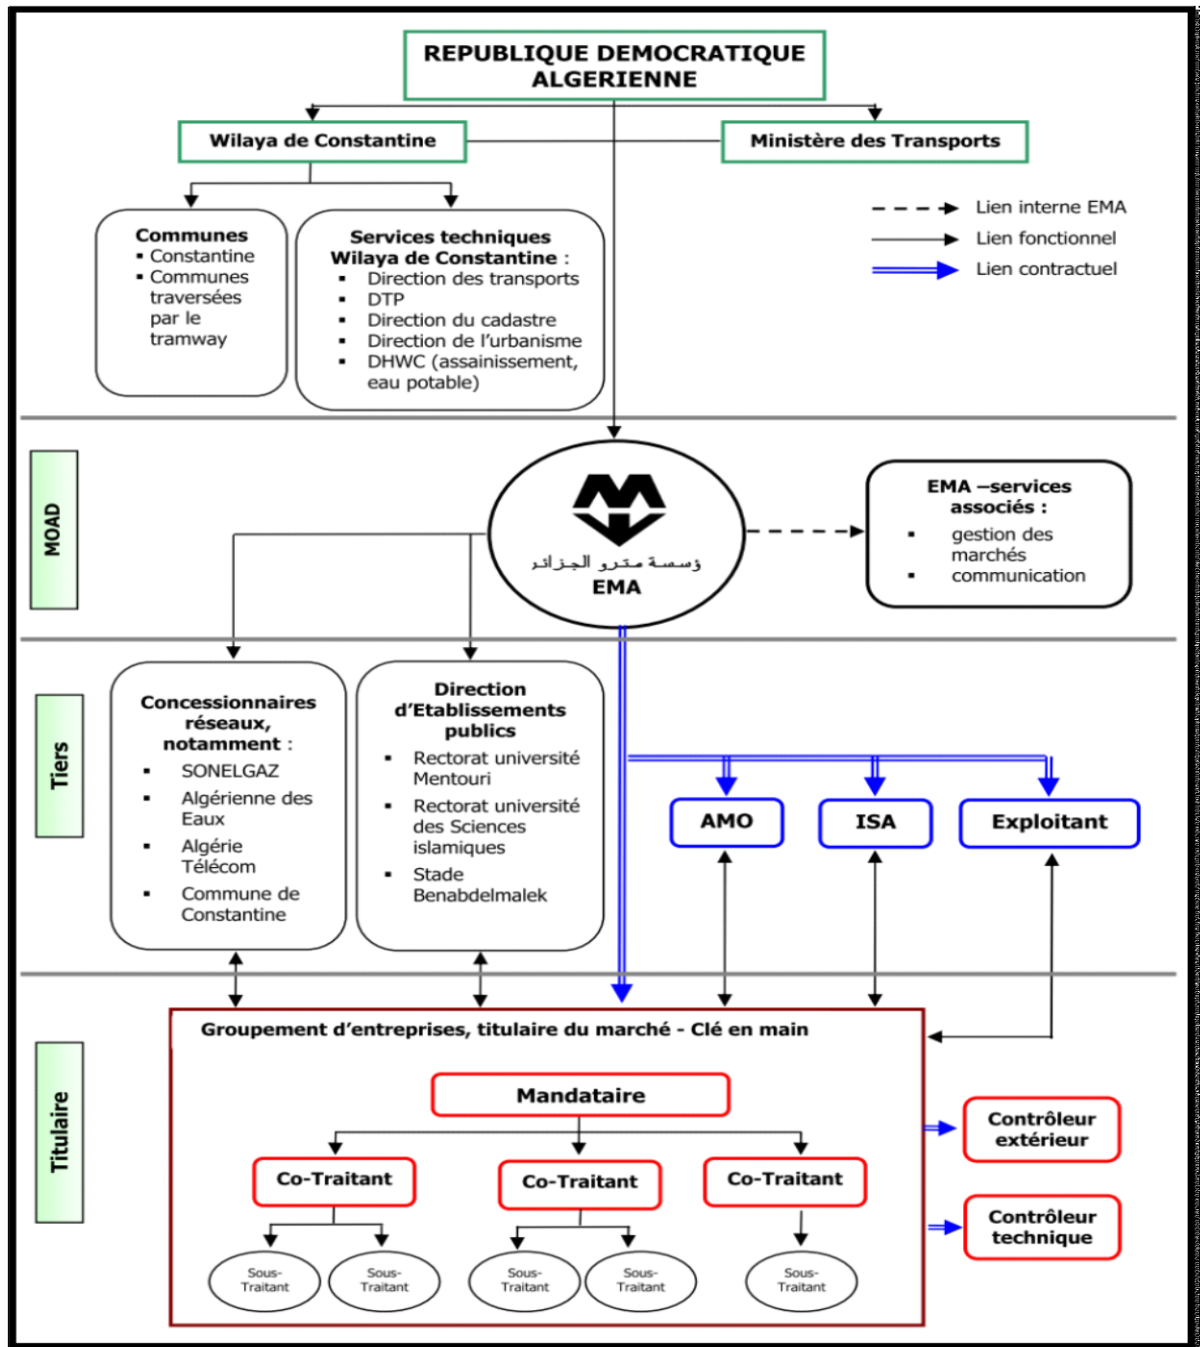 REPUBLIQUE DEMOCRATIQUE
ALGERIENNE
Wilaya de Constantine
Ministère des Transports
Communes
▪ Constantine
▪ Communes
traversées
par le
tramway
Services techniques
Wilaya de Constantine :
▪ Direction des transports
▪ DTP
▪ Direction du cadastre
▪ Direction de l’urbanisme
▪ DHWC (assainissement,
eau potable)
Lien interne EMA
Lien fonctionnel
Lien contractuel
MOAD
ؤسسة مترو الجزائر
EMA
EMA –services
associés :
▪ gestion des
marchés
▪ communication
Tiers
Concessionnaires
réseaux,
notamment :
▪ SONELGAZ
▪ Algérienne des
Eaux
▪ Algérie
Télécom
▪ Commune de
Constantine
Direction
d’Etablissements
publics
▪ Rectorat université
Mentouri
▪ Rectorat université
des Sciences
islamiques
▪ Stade
Benabdelmalek
AMO
ISA
Exploitant
Titulaire
Groupement d’entreprises, titulaire du marché - Clé en main
Mandataire
Co-Traitant
Co-Traitant
Co-Traitant
Sous-
Traitant
Sous-
Traitant
Sous-
Traitant
Sous-
Traitant
Sous-
Traitant
Contrôleur
extérieur
Contrôleur
technique